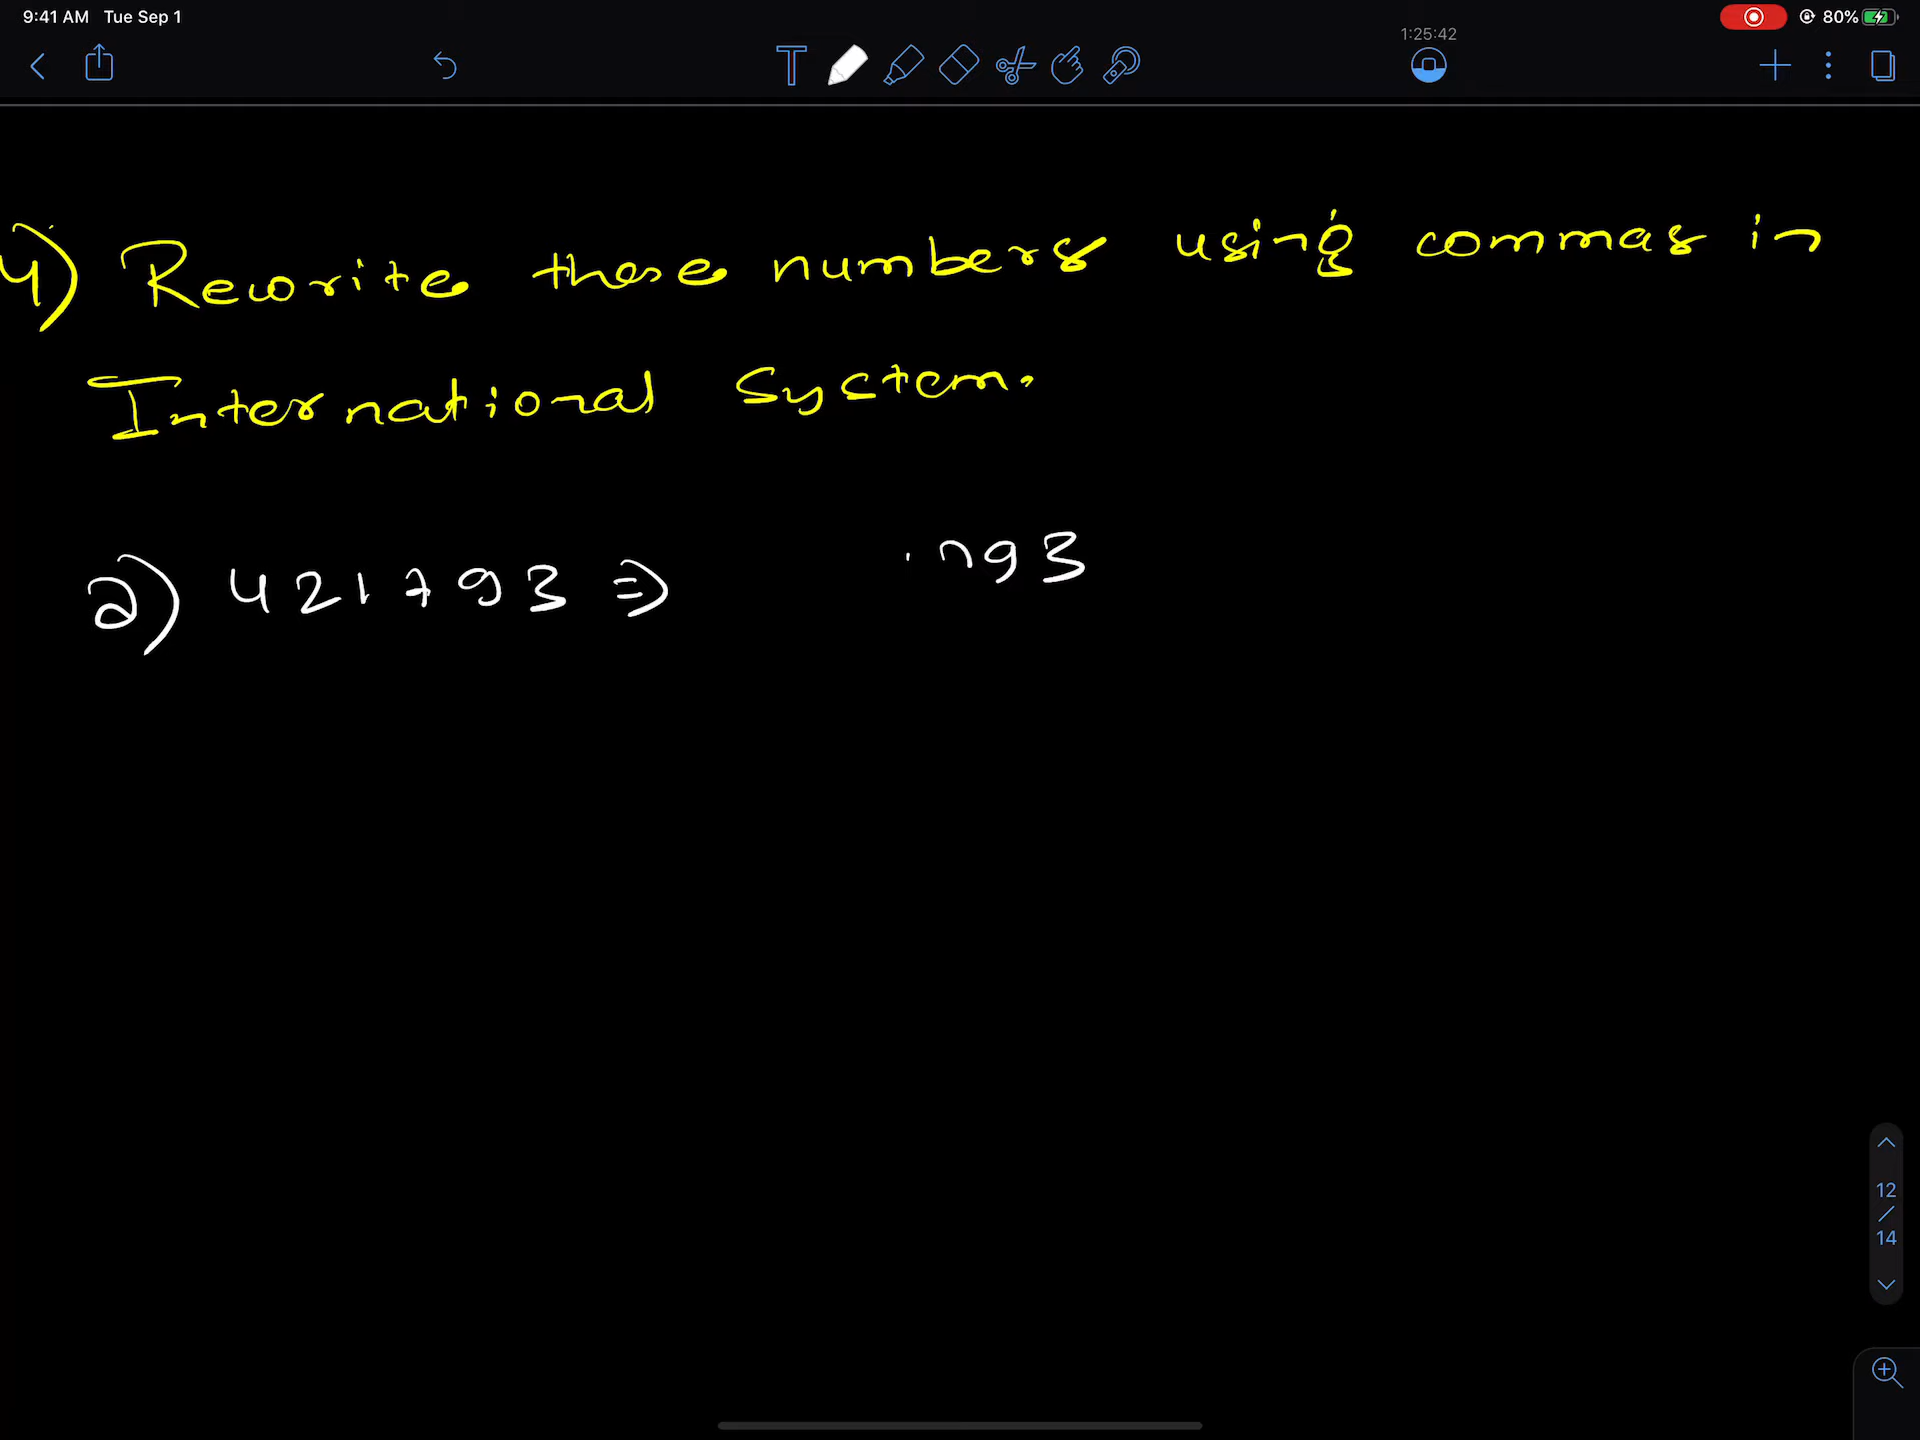 9:41 AM Tue Sep 1
80%
1:25:42
T
4) Rewrite these numbers using commas in
International System.
a) 421793 ⇒ 793
12
/
14